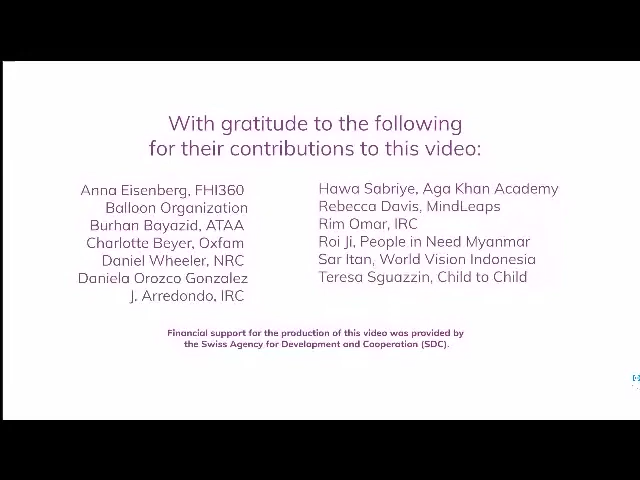 With gratitude to the following
for their contributions to this video:
Anna Eisenberg, FHI360
Balloon Organization
Burhan Bayazid, ATAA
Charlotte Beyer, Oxfam
Daniel Wheeler, NRC
Daniela Orozco Gonzalez
J. Arredondo, IRC
Hawa Sabriye, Aga Khan Academy
Rebecca Davis, MindLeaps
Rim Omar, IRC
Roi Ji, People in Need Myanmar
Sar Itan, World Vision Indonesia
Teresa Sguazzin, Child to Child
Financial support for the production of this video was provided by
the Swiss Agency for Development and Cooperation (SDC).